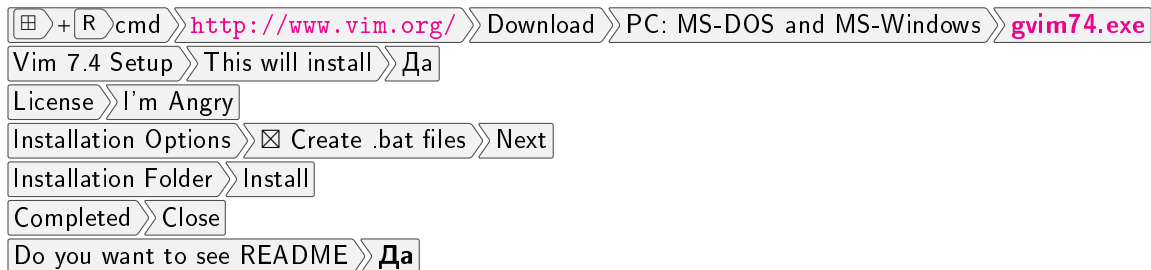 ⊞ + R cmd http://www.vim.org/ Download PC: MS-DOS and MS-Windows gvim74.exe
Vim 7.4 Setup This will install Да
License I'm Angry
Installation Options ☒ Create .bat files Next
Installation Folder Install
Completed Close
Do you want to see README Да